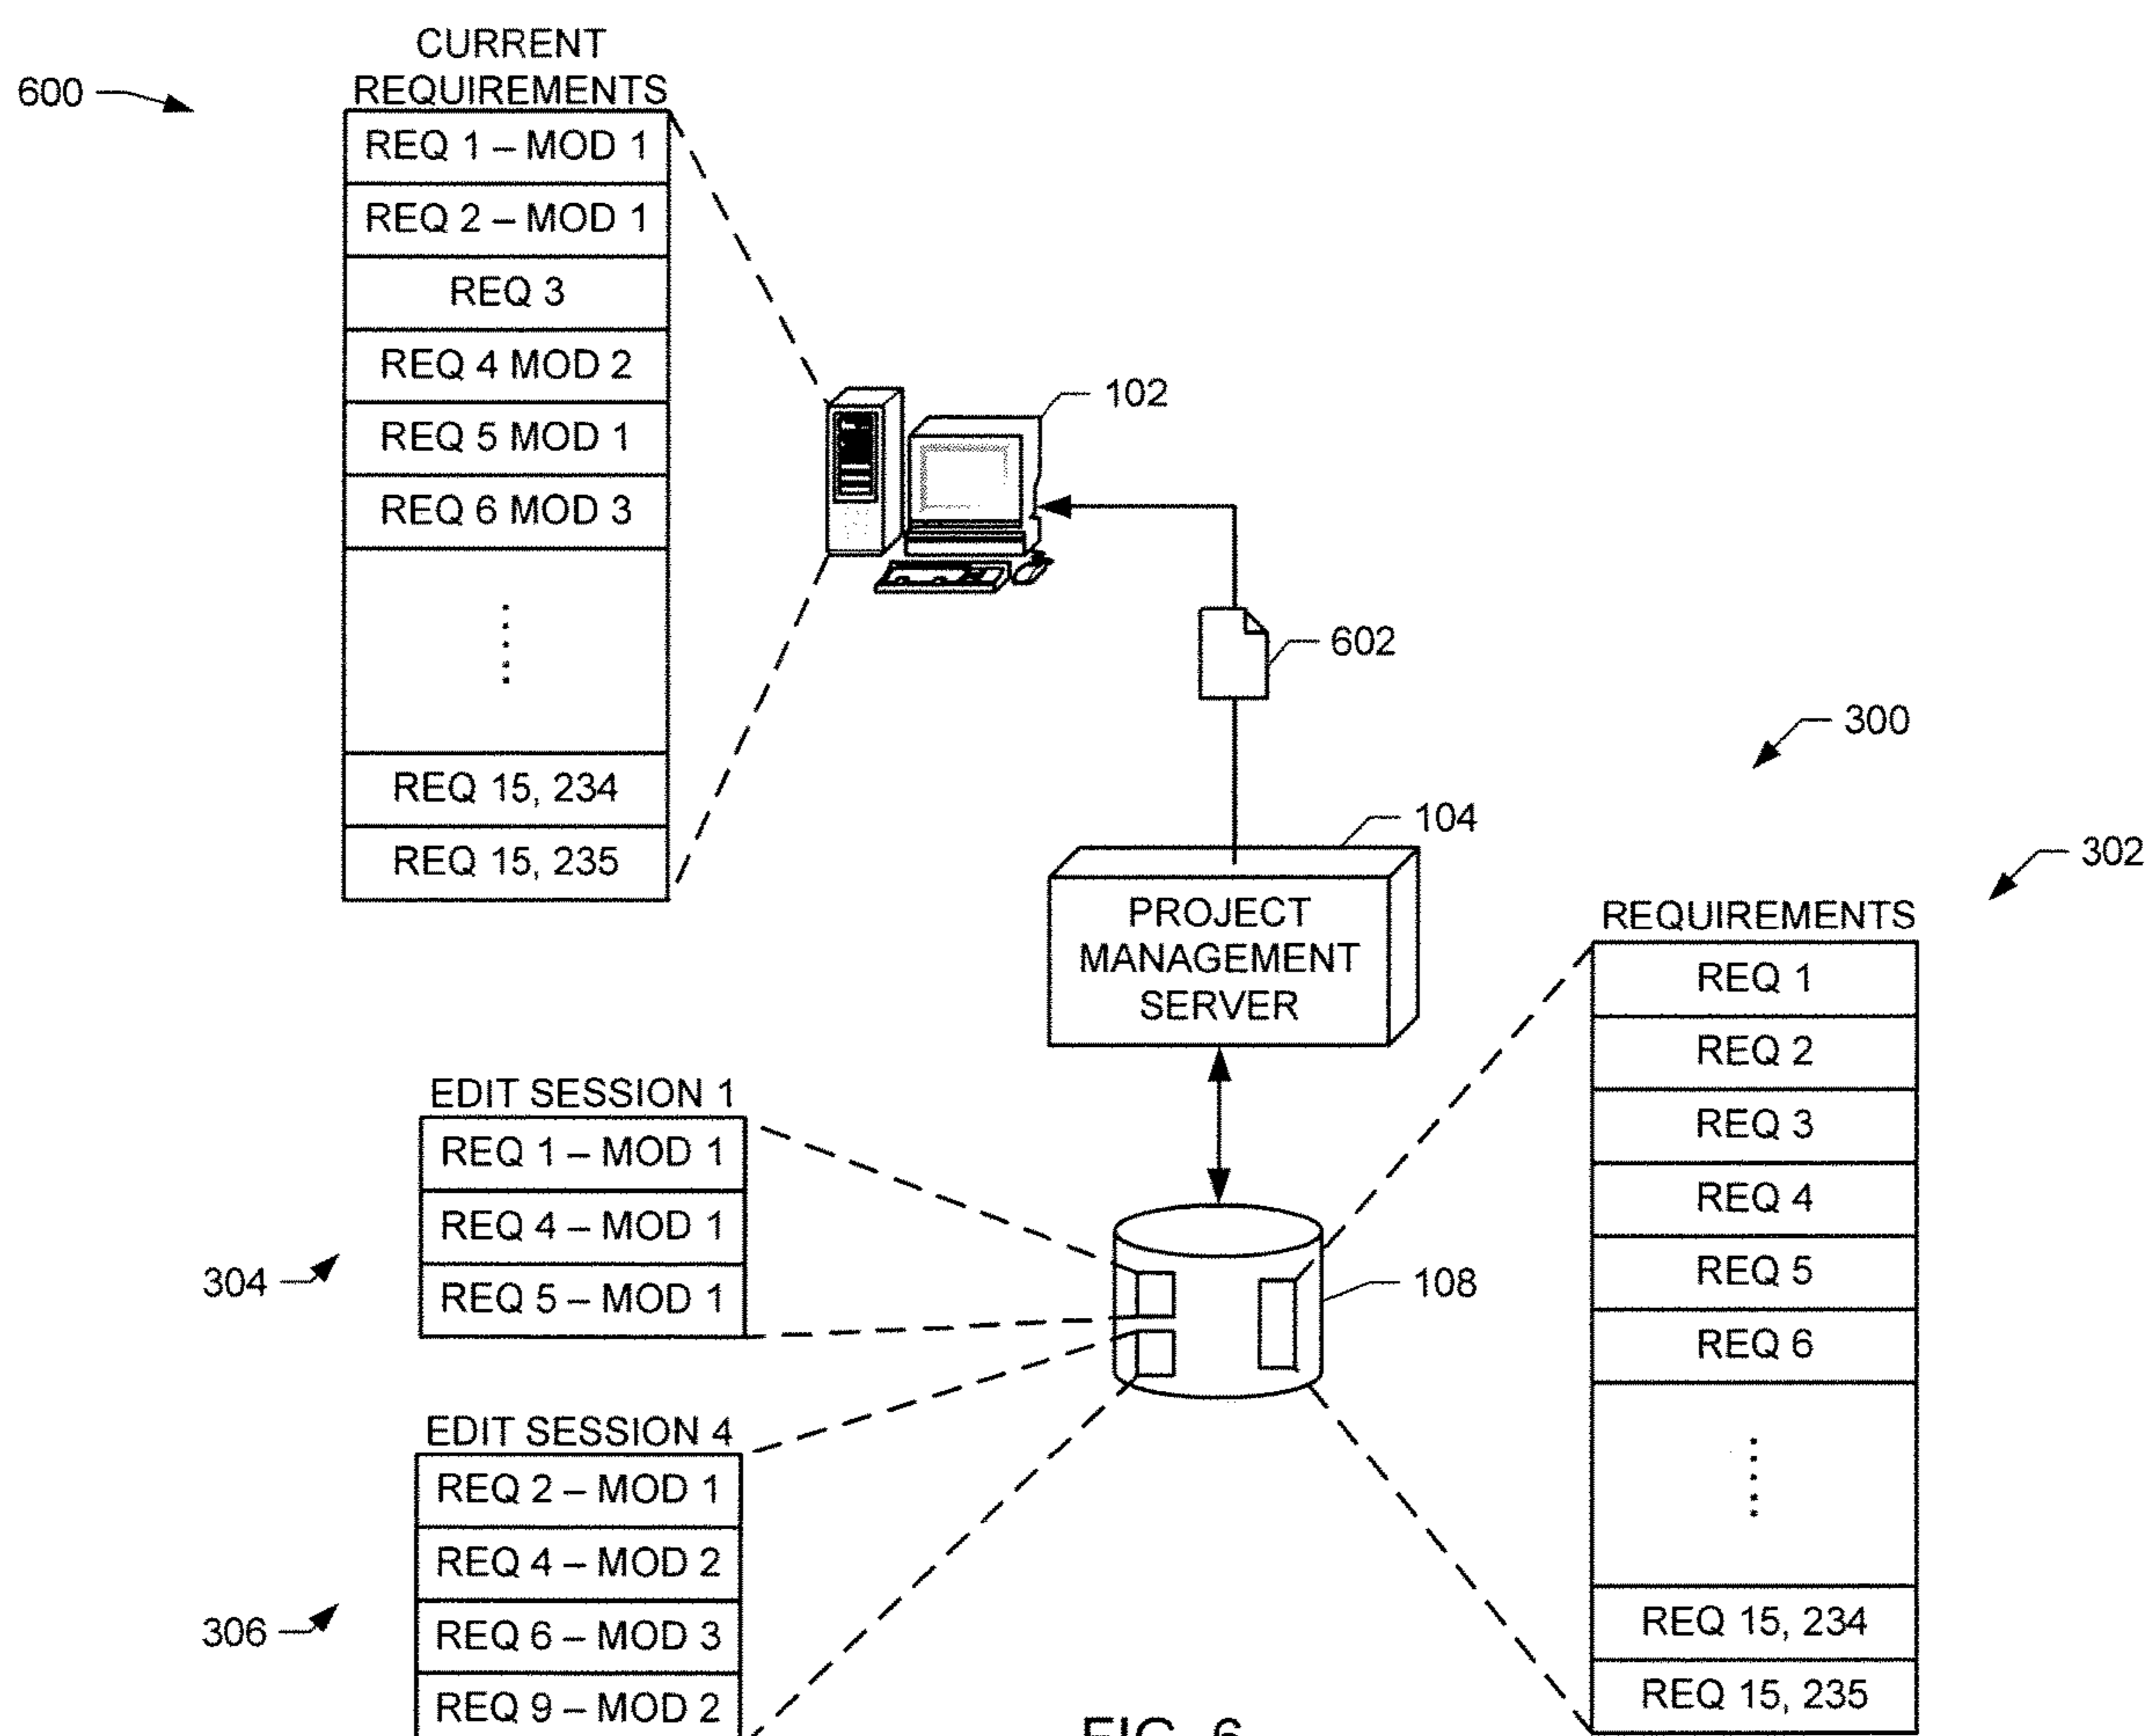 CURRENT
REQUIREMENTS
600
REQ 1 – MOD 1
REQ 2 – MOD 1
REQ 3
REQ 4 MOD 2
REQ 5 MOD 1
REQ 6 MOD 3
REQ 15, 234
REQ 15, 235
102
602
300
104
302
PROJECT
MANAGEMENT
SERVER
REQUIREMENTS
REQ 1
REQ 2
REQ 3
REQ 4
REQ 5
REQ 6
REQ 15, 234
REQ 15, 235
EDIT SESSION 1
REQ 1 – MOD 1
REQ 4 – MOD 1
REQ 5 – MOD 1
304
108
EDIT SESSION 4
REQ 2 – MOD 1
REQ 4 – MOD 2
REQ 6 – MOD 3
REQ 9 – MOD 2
306
FIG. 6